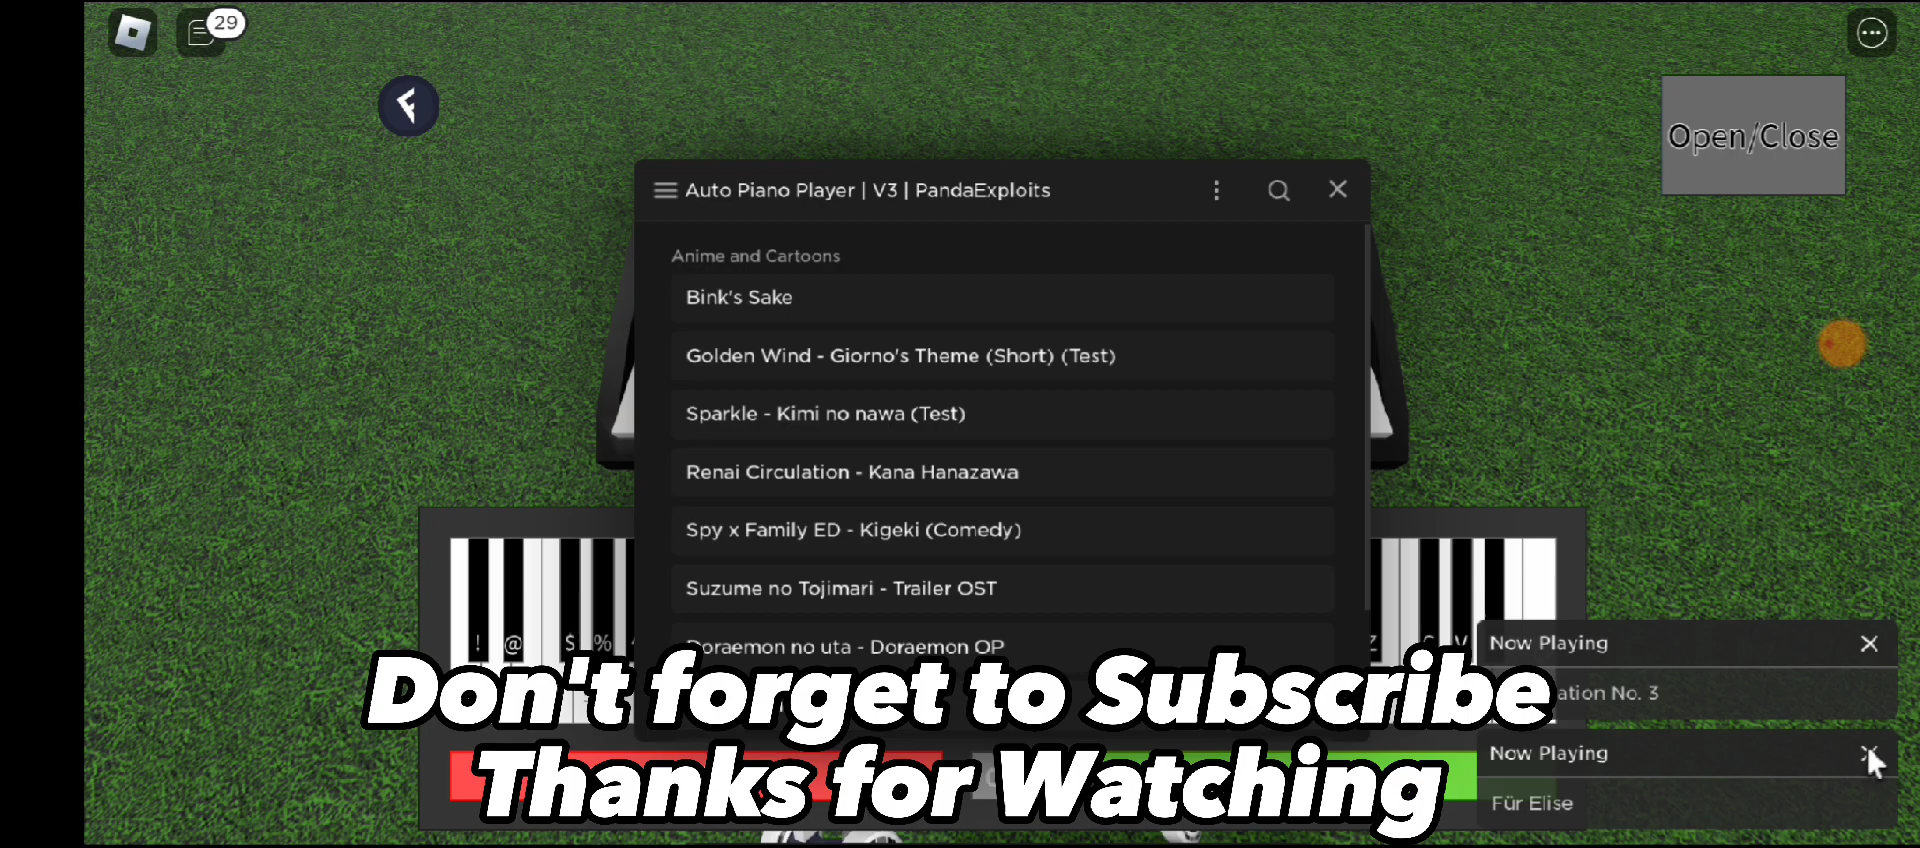 29
Open/Close
Auto Piano Player | V3 | PandaExploits
Anime and Cartoons
Bink's Sake
Golden Wind - Giorno's Theme (Short) (Test)
Sparkle - Kimi no nawa (Test)
Renai Circulation - Kana Hanazawa
Spy x Family ED - Kigeki (Comedy)
Suzume no Tojimari - Trailer OST
Doraemon no uta - Doraemon OP
! @ $ %
Now Playing
ation No. 3
Now Playing
Für Elise
Don't forget to Subscribe
Thanks for Watching